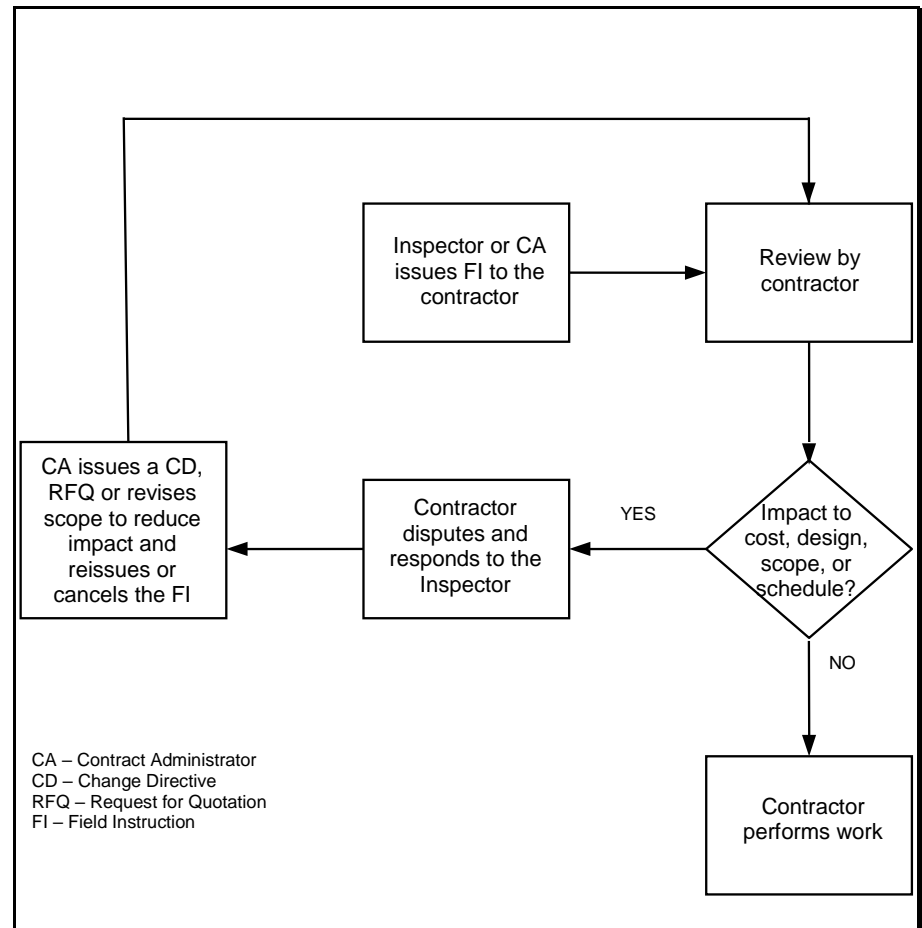 Inspector or CA
issues FI to the
contractor
Review by
contractor
CA issues a CD,
RFQ or revises
scope to reduce
impact and
reissues or
cancels the FI
Contractor
disputes and
responds to the
Inspector
YES
Impact to
cost, design,
scope, or
schedule?
NO
CA – Contract Administrator
CD – Change Directive
RFQ – Request for Quotation
FI – Field Instruction
Contractor
performs work